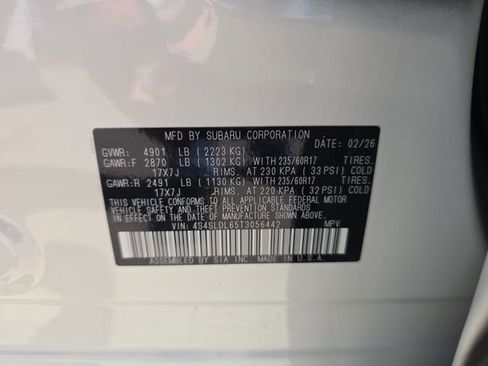 MFD BY SUBARU CORPORATION DATE: 02/26
GVWR: 4901 LB ( 2223 KG)
GAWR:F 2870 LB ( 1302 KG) WITH 235/60R17 TIRES.
17X7J RIMS. AT 230 KPA ( 33 PSI) COLD
GAWR:R 2491 LB ( 1130 KG) WITH 235/60R17 TIRES.
17X7J RIMS. AT 220 KPA ( 32 PSI) COLD
THIS VEHICLE CONFORMS TO ALL APPLICABLE FEDERAL MOTOR
VEHICLE SAFETY AND THEFT PREVENTION STANDARDS IN EFFECT
ON THE DATE OF MANUFACTURE SHOWN ABOVE.
VIN: 4S4SLDL65T3056442 MPV
ASSEMBLED BY SIA INC. IN U.S.A.